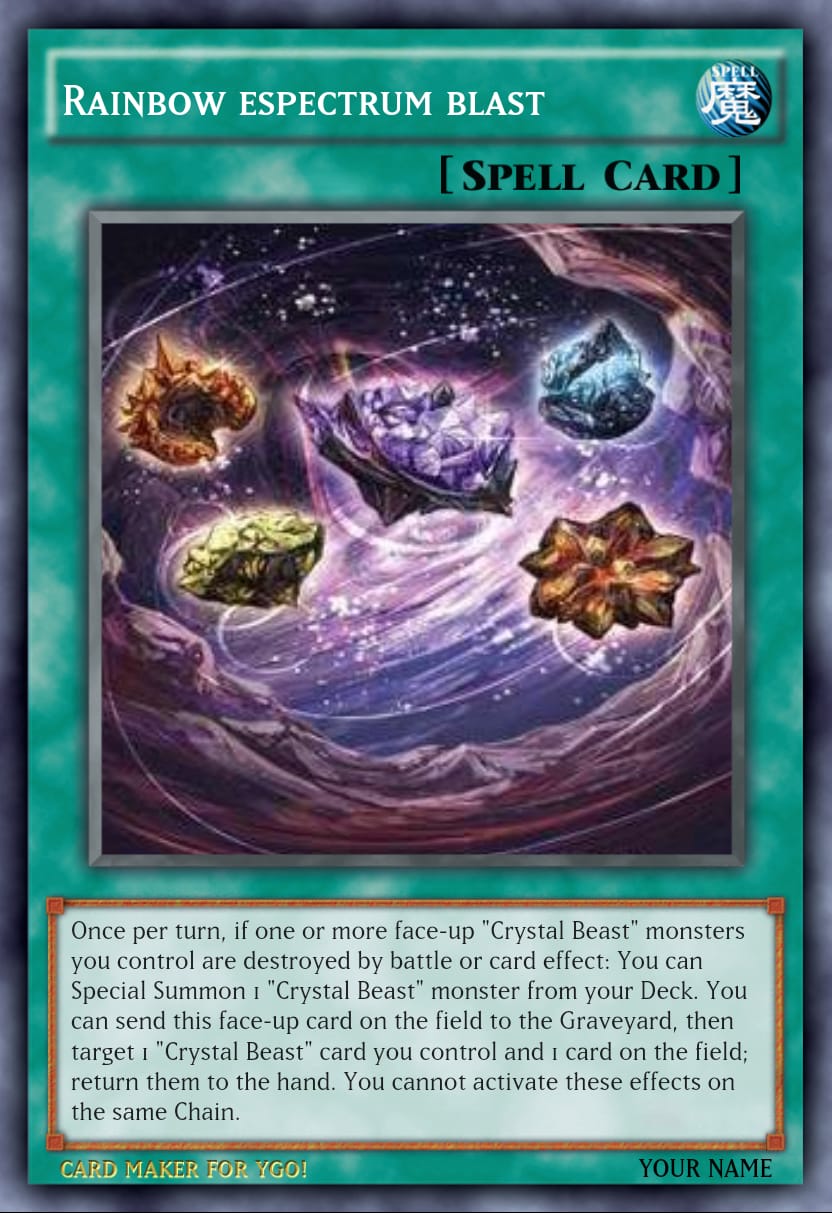 Rainbow espectrum blast
SPELL
魔
[Spell Card]
Once per turn, if one or more face-up "Crystal Beast" monsters
you control are destroyed by battle or card effect: You can
Special Summon 1 "Crystal Beast" monster from your Deck. You
can send this face-up card on the field to the Graveyard, then
target 1 "Crystal Beast" card you control and 1 card on the field;
return them to the hand. You cannot activate these effects on
the same Chain.
CARD MAKER FOR YGO!
YOUR NAME